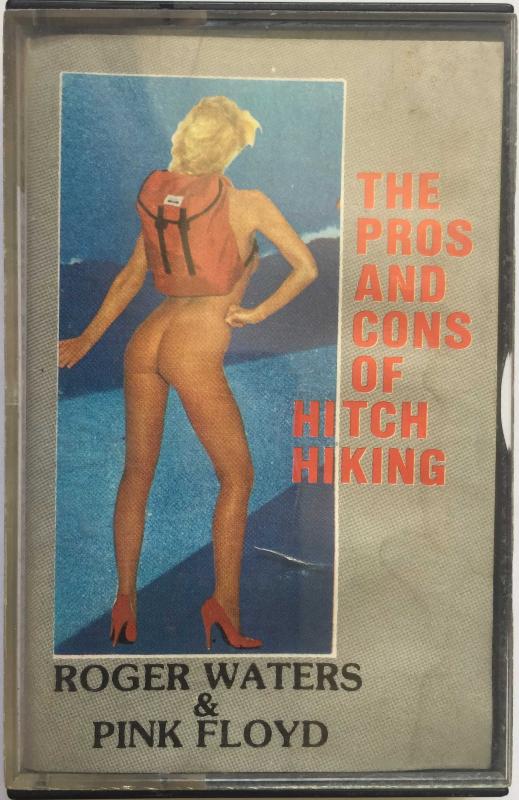 THE
PROS
AND
CONS
OF
HITCH
HIKING
ROGER WATERS
&
PINK FLOYD